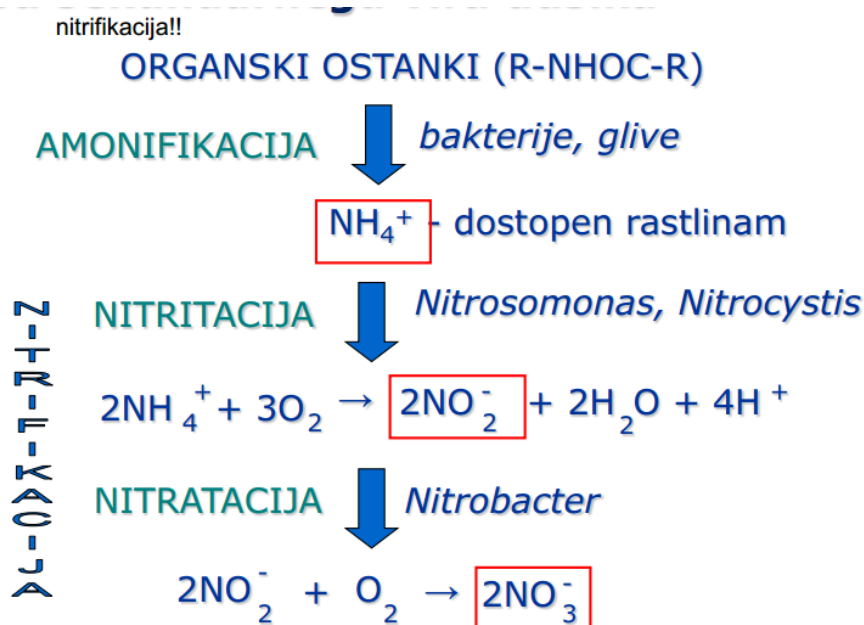 nitrifikacija!!
ORGANSKI OSTANKI (R-NHOC-R)
AMONIFIKACIJA
bakterije, glive
NH₄⁺ - dostopen rastlinam
NITRIFIKACIJA
NITRITACIJA
Nitrosomonas, Nitrocystis
2NH₄⁺ + 3O₂ → 2NO₂⁻ + 2H₂O + 4H⁺
NITRATACIJA
Nitrobacter
2NO₂⁻ + O₂ → 2NO₃⁻